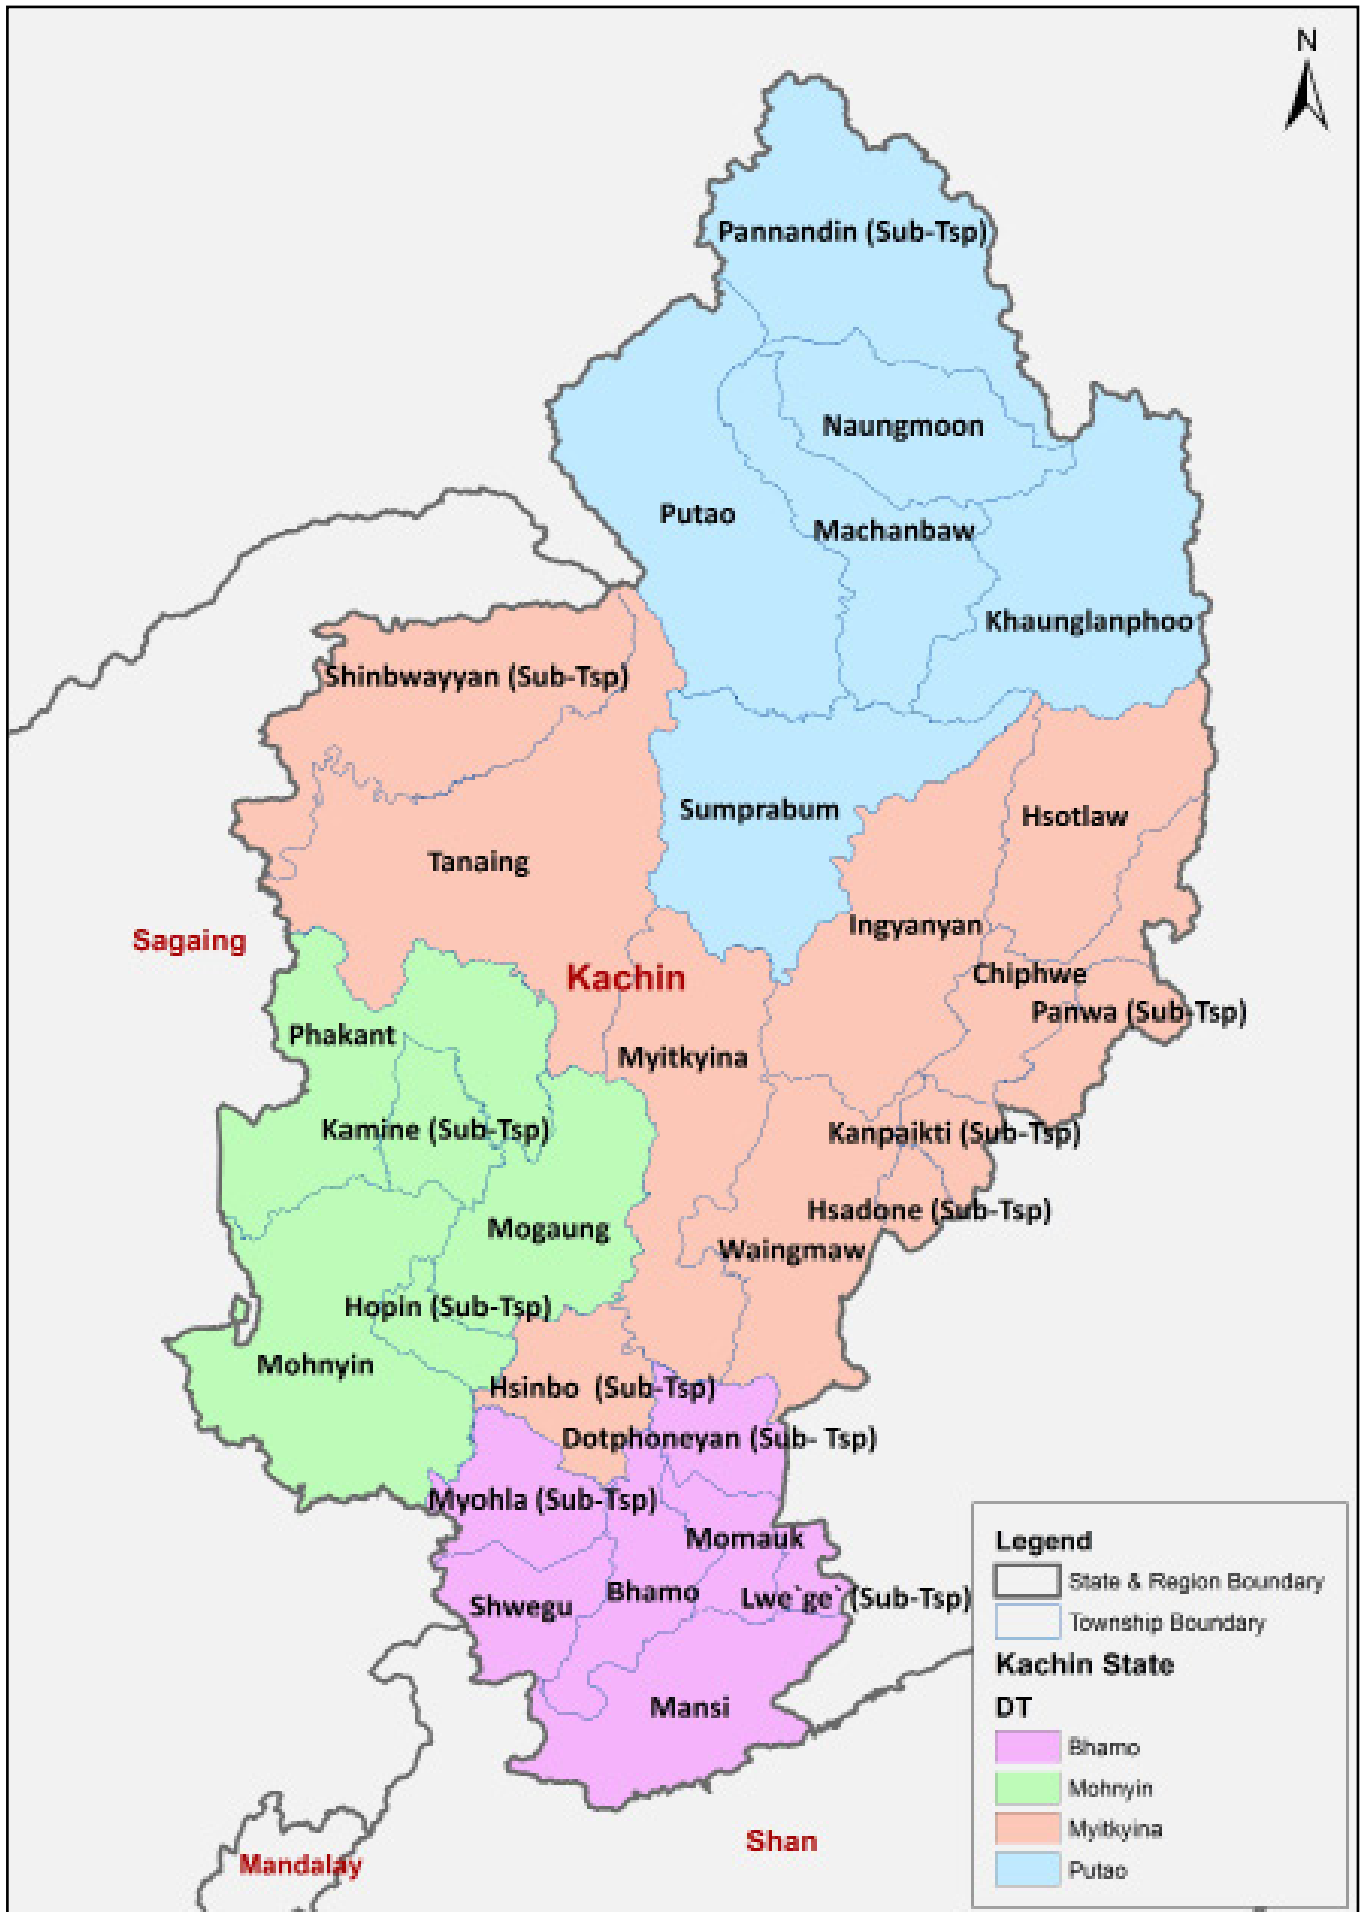 N
Pannandin (Sub-Tsp)
Naungmoon
Putao
Machanbaw
Khaunglanphoo
Shinbwayyan (Sub-Tsp)
Sumprabum
Hsotlaw
Tanaing
Ingyanyan
Sagaing
Kachin
Chiphwe
Panwa (Sub-Tsp)
Phakant
Myitkyina
Kamine (Sub-Tsp)
Kanpaikti (Sub-Tsp)
Hsadone (Sub-Tsp)
Mogaung
Waingmaw
Hopin (Sub-Tsp)
Mohnyin
Hsinbo (Sub-Tsp)
Dotphoneyan (Sub- Tsp)
Myohla (Sub-Tsp)
Momauk
Bhamo
Lwe`ge` (Sub-Tsp)
Shwegu
Mansi
Shan
Mandalay
Legend
State & Region Boundary
Township Boundary
Kachin State
DT
Bhamo
Mohnyin
Myitkyina
Putao